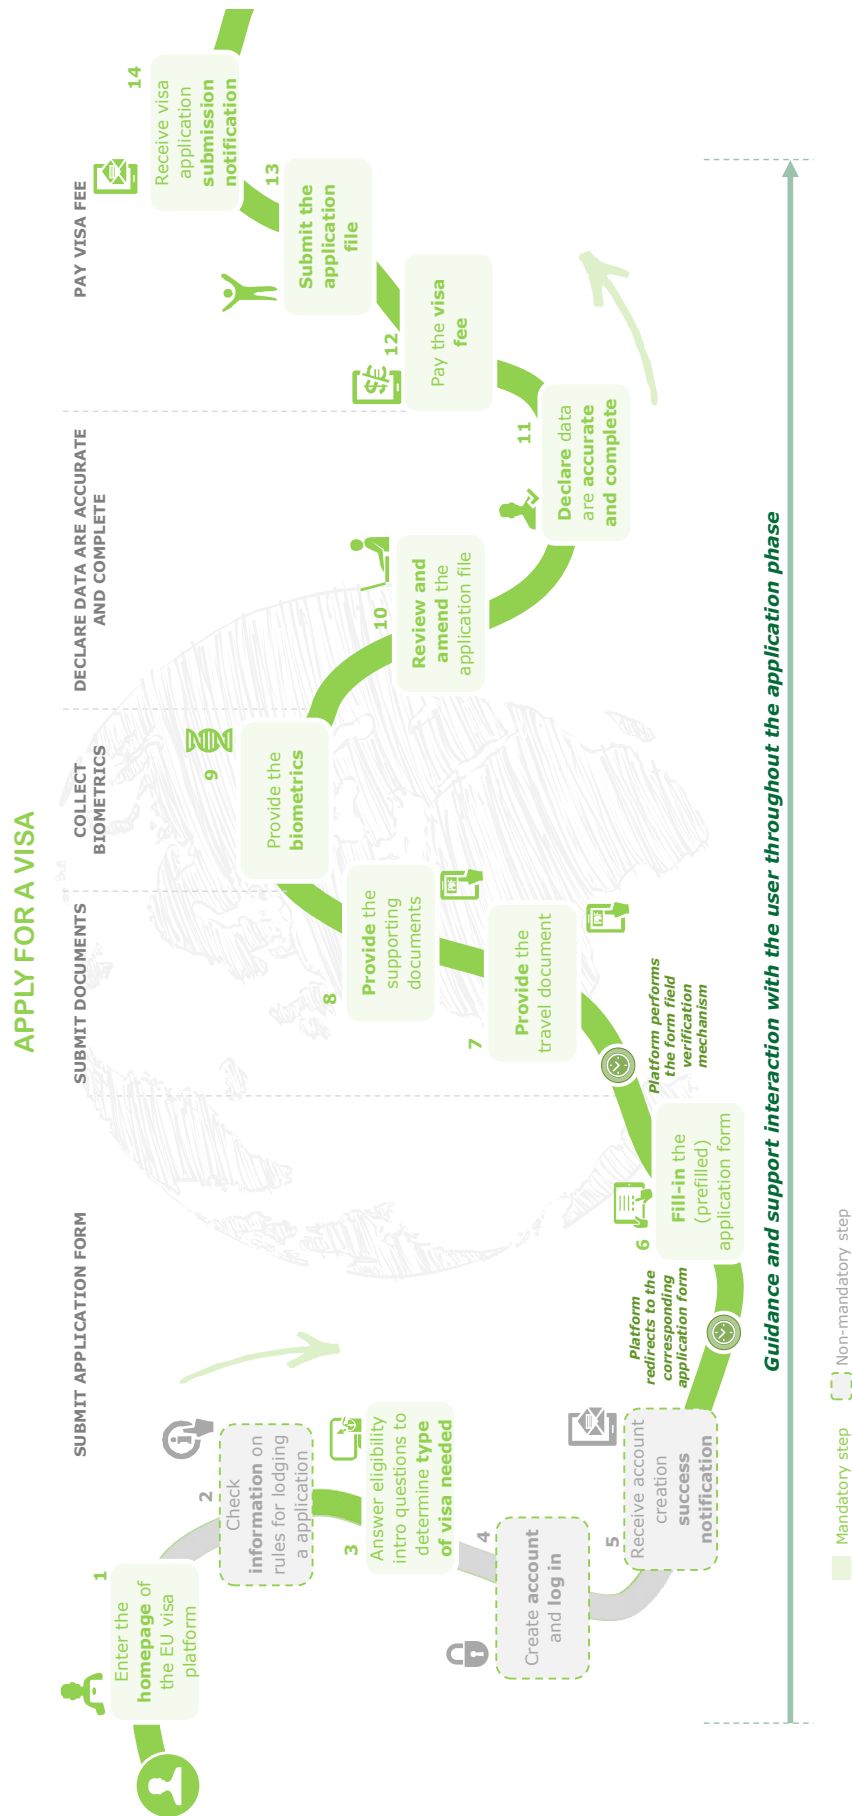 APPLY FOR A VISA
SUBMIT APPLICATION FORM
SUBMIT DOCUMENTS
COLLECT
BIOMETRICS
DECLARE DATA ARE ACCURATE
AND COMPLETE
PAY VISA FEE
1
Enter the
homepage of
the EU visa
platform
2
Check
information on
rules for lodging
a application
3
Answer eligibility
intro questions to
determine type
of visa needed
4
Create account
and log in
5
Receive account
creation
success
notification
Platform
redirects to the
corresponding
application form
6
Fill-in the
(prefilled)
application form
Platform performs
the form field
verification
mechanism
7
Provide the
travel document
8
Provide the
supporting
documents
9
Provide the
biometrics
10
Review and
amend the
application file
11
Declare data
are accurate
and complete
12
Pay the visa
fee
13
Submit the
application
file
14
Receive visa
application
submission
notification
Guidance and support interaction with the user throughout the application phase
Mandatory step
Non-mandatory step